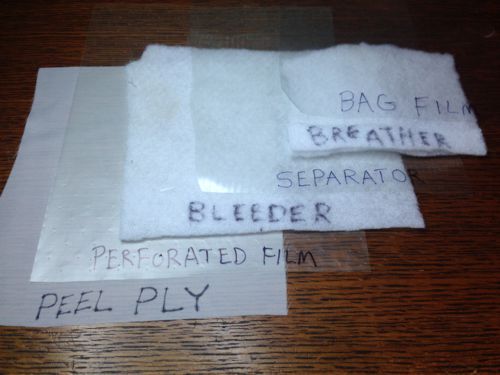 BAG FILM
BREATHER
SEPARATOR
BLEEDER
PERFORATED FILM
PEEL PLY